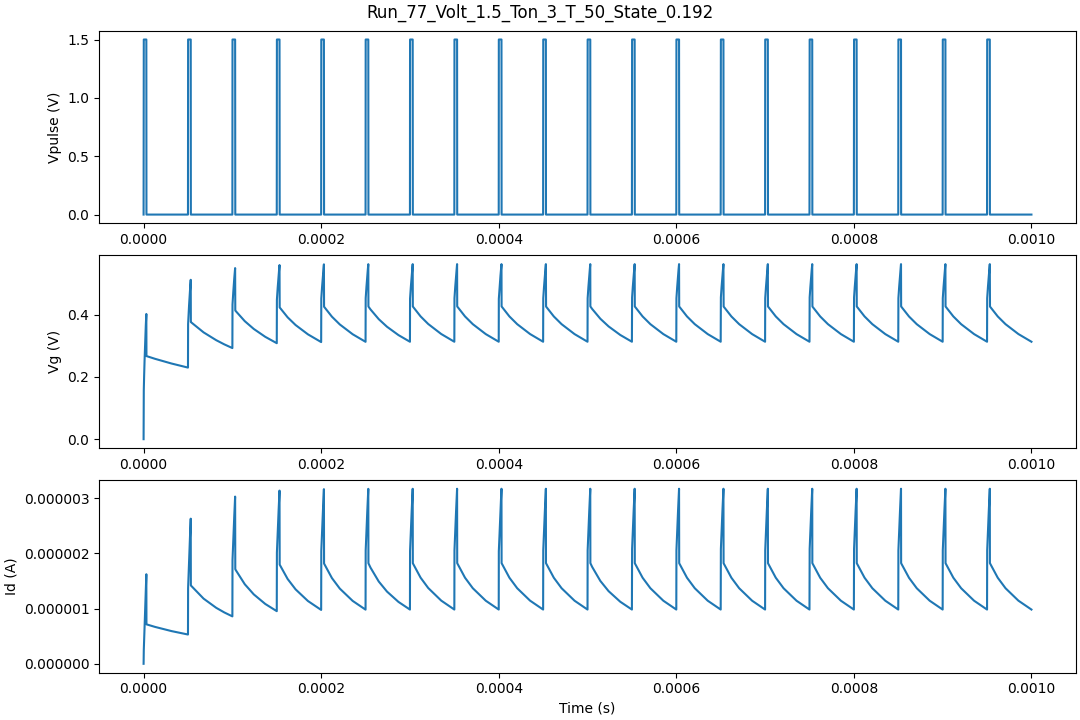 Run_77_Volt_1.5_Ton_3_T_50_State_0.192
Vpulse (V)
1.5
1.0
0.5
0.0
0.0000 0.0002 0.0004 0.0006 0.0008 0.0010
Vg (V)
0.4
0.2
0.0
0.0000 0.0002 0.0004 0.0006 0.0008 0.0010
Id (A)
0.000003
0.000002
0.000001
0.000000
0.0000 0.0002 0.0004 0.0006 0.0008 0.0010
Time (s)